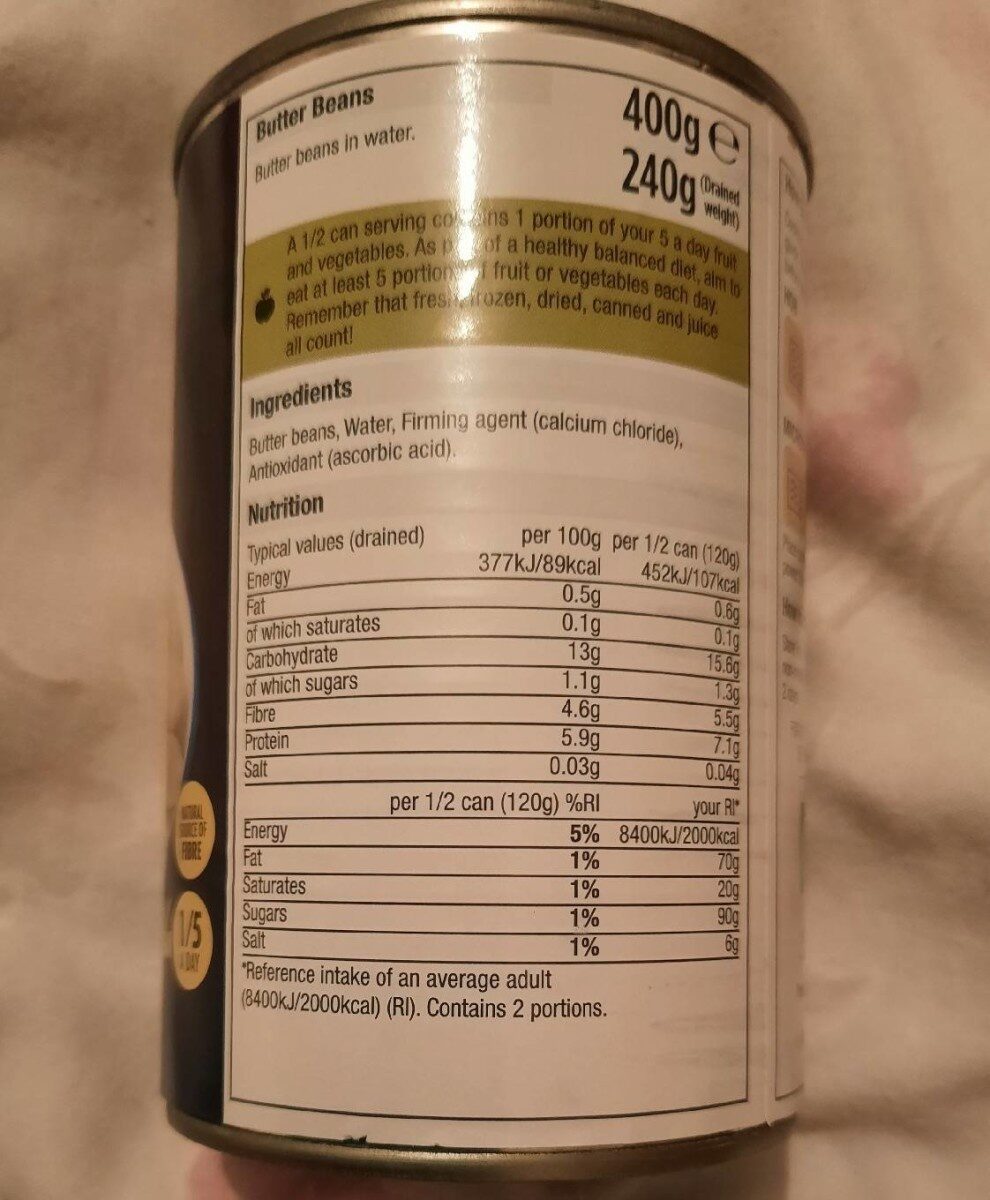 Butter Beans
Butter beans in water.
400g e
240g (Drained weight)
A 1/2 can serving 1 portion of your 5 a day fruit
and vegetables. As of a healthy balanced diet, aim to
eat at least 5 fruit or vegetables each day.
Remember that frozen, dried, canned and juice
all count!
Ingredients
Butter beans, Water, Firming agent (calcium chloride),
Antioxidant (ascorbic acid).
Nutrition
Typical values (drained) per 100g per 1/2 can (120g)
Energy 377kJ/89kcal 452kJ/107kcal
Fat 0.5g 0.6g
of which saturates 0.1g 0.1g
Carbohydrate 13g 15.6g
of which sugars 1.1g 1.3g
Fibre 4.6g 5.5g
Protein 5.9g 7.1g
Salt 0.03g 0.04g
per 1/2 can (120g) %RI your RI*
Energy 5% 8400kJ/2000kcal
Fat 1% 70g
Saturates 1% 20g
Sugars 1% 90g
Salt 1% 6g
*Reference intake of an average adult
(8400kJ/2000kcal) (RI). Contains 2 portions.
NATURAL
SOURCE OF
FIBRE
1/5
A DAY